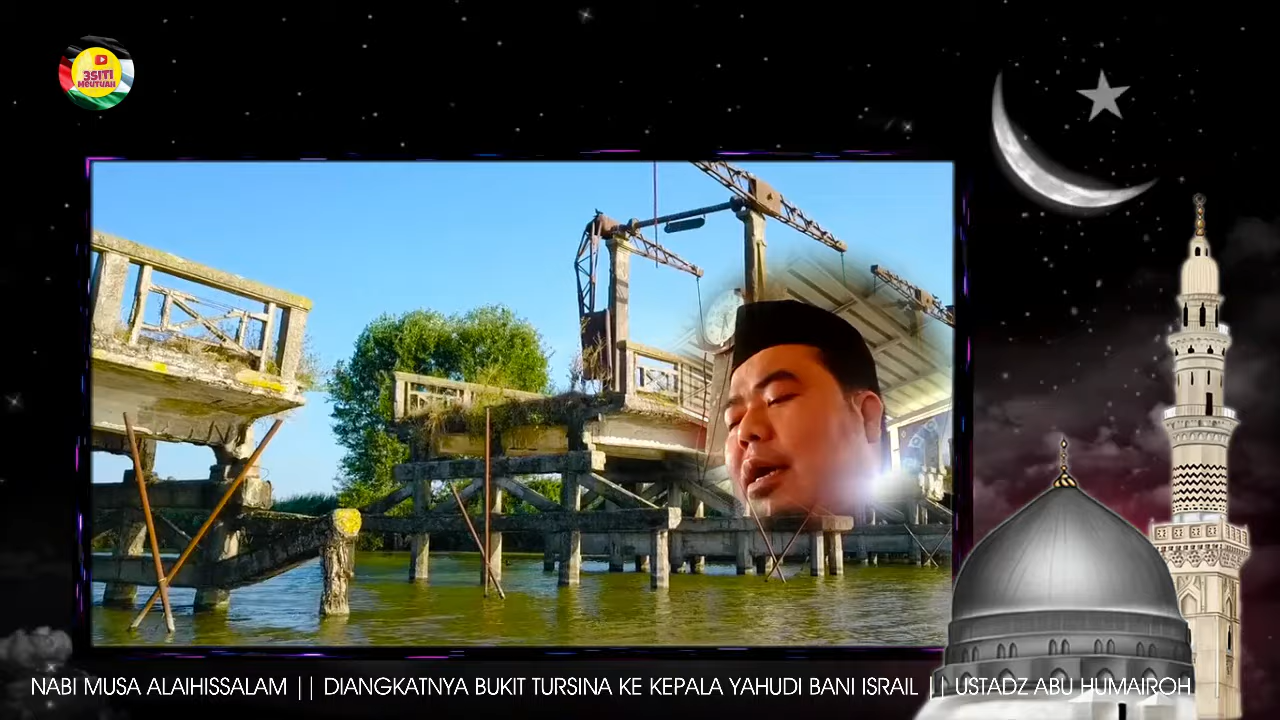 3SITI
MEUTUAH
NABI MUSA ALAIHISSALAM || DIANGKATNYA BUKIT TURSINA KE KEPALA YAHUDI BANI ISRAIL || USTADZ ABU HUMAIROH